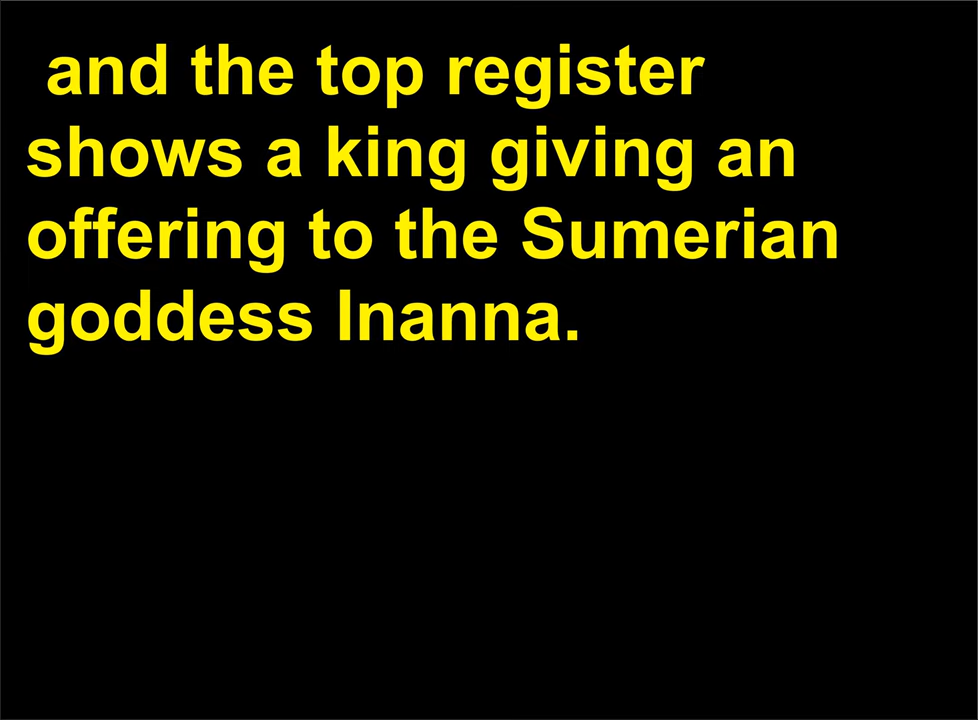 and the top register
shows a king giving an
offering to the Sumerian
goddess Inanna.